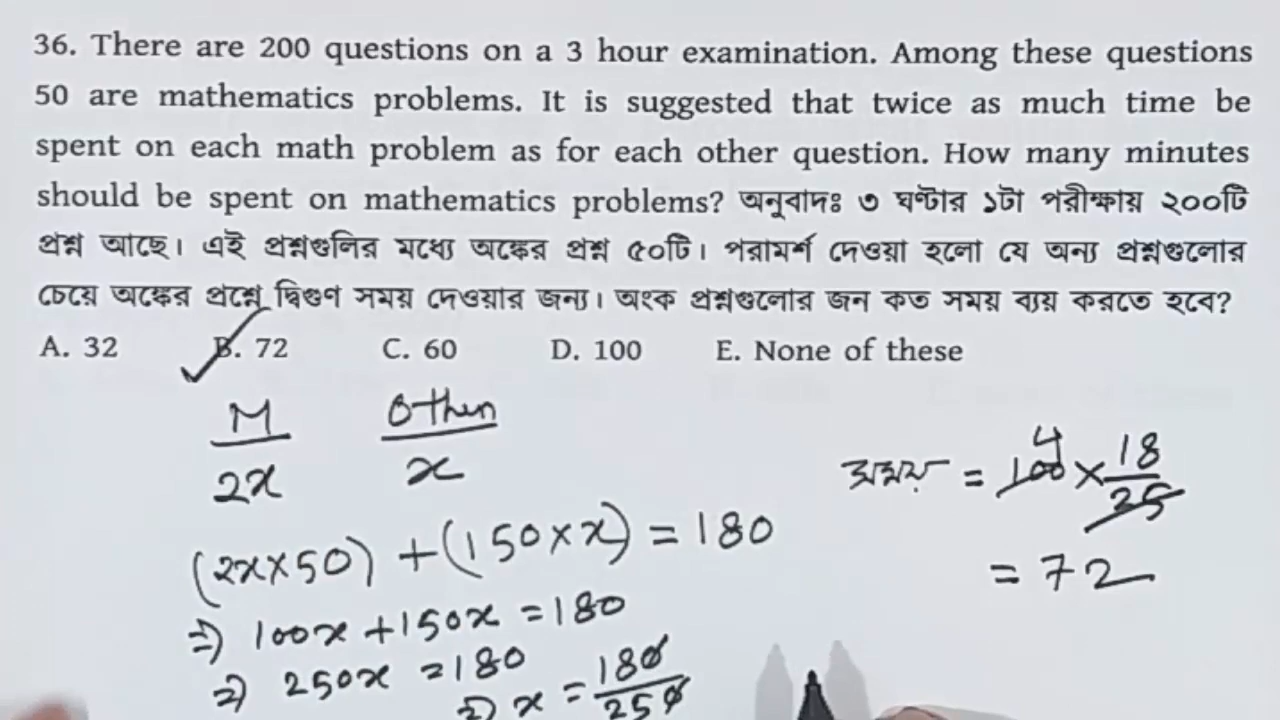 36. There are 200 questions on a 3 hour examination. Among these questions
50 are mathematics problems. It is suggested that twice as much time be
spent on each math problem as for each other question. How many minutes
should be spent on mathematics problems? অনুবাদঃ ৩ ঘণ্টার ১টা পরীক্ষায় ২০০টি
প্রশ্ন আছে। এই প্রশ্নগুলির মধ্যে অঙ্কের প্রশ্ন ৫০টি। পরামর্শ দেওয়া হলো যে অন্য প্রশ্নগুলোর
চেয়ে অঙ্কের প্রশ্নে দ্বিগুণ সময় দেওয়ার জন্য। অংক প্রশ্নগুলোর জন কত সময় ব্যয় করতে হবে?
A. 32 B. 72 C. 60 D. 100 E. None of these
M Other
2x x
(2x×50) + (150×x) = 180
⇒ 100x + 150x = 180
⇒ 250x = 180
⇒ x = 180/250
সময় = 100 × 18/25
4
= 72